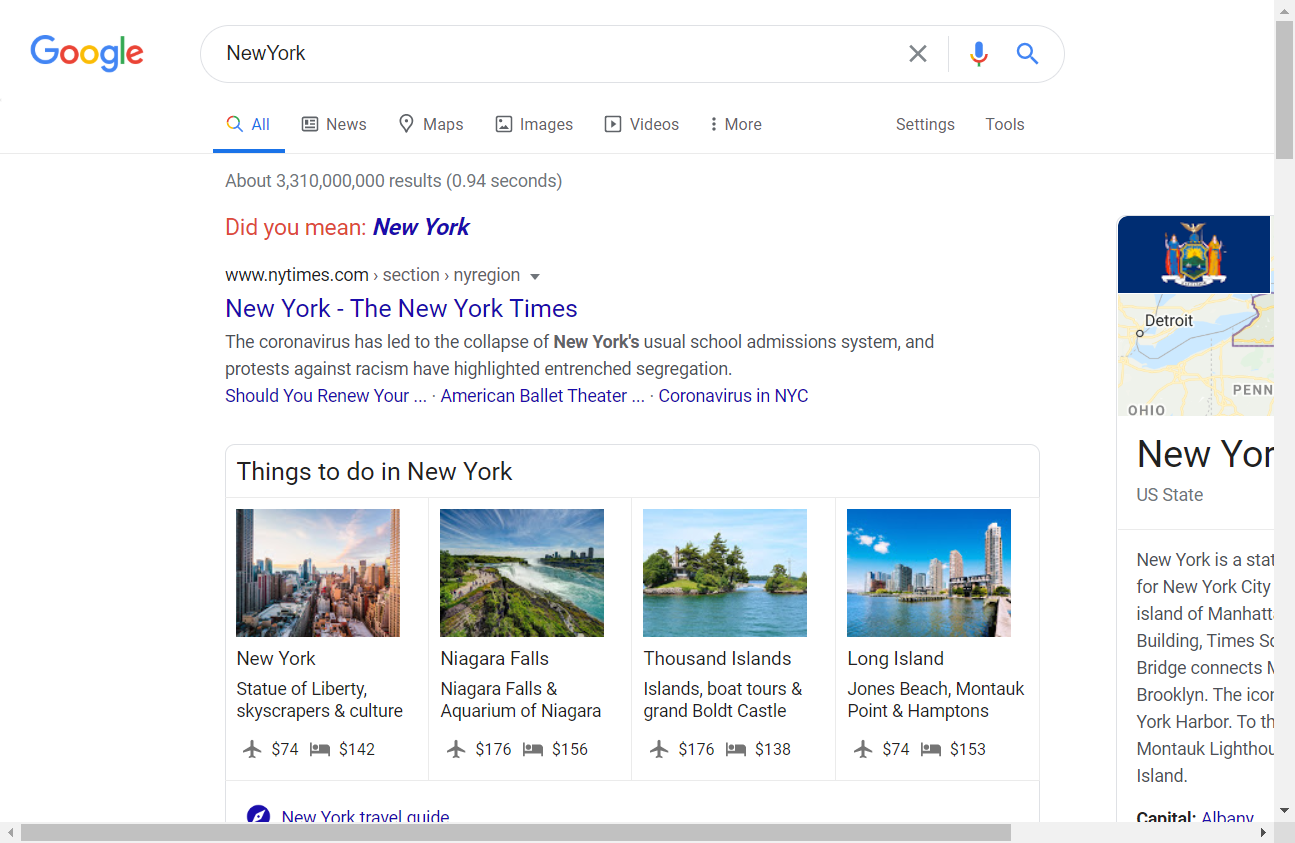 Google
NewYork
All
News
Maps
Images
Videos
More
Settings
Tools
About 3,310,000,000 results (0.94 seconds)
Did you mean: New York
www.nytimes.com › section › nyregion
New York - The New York Times
The coronavirus has led to the collapse of New York's usual school admissions system, and
protests against racism have highlighted entrenched segregation.
Should You Renew Your ... · American Ballet Theater ... · Coronavirus in NYC
Things to do in New York
New York
Statue of Liberty,
skyscrapers & culture
$74 $142
Niagara Falls
Niagara Falls &
Aquarium of Niagara
$176 $156
Thousand Islands
Islands, boat tours &
grand Boldt Castle
$176 $138
Long Island
Jones Beach, Montauk
Point & Hamptons
$74 $153
New York travel guide
Detroit
PENN
OHIO
New Yor
US State
New York is a stat
for New York City
island of Manhatt
Building, Times
Bridge connects
Brooklyn. The
York Harbor. To
Montauk Lighthou
Island.
Capital: Albany